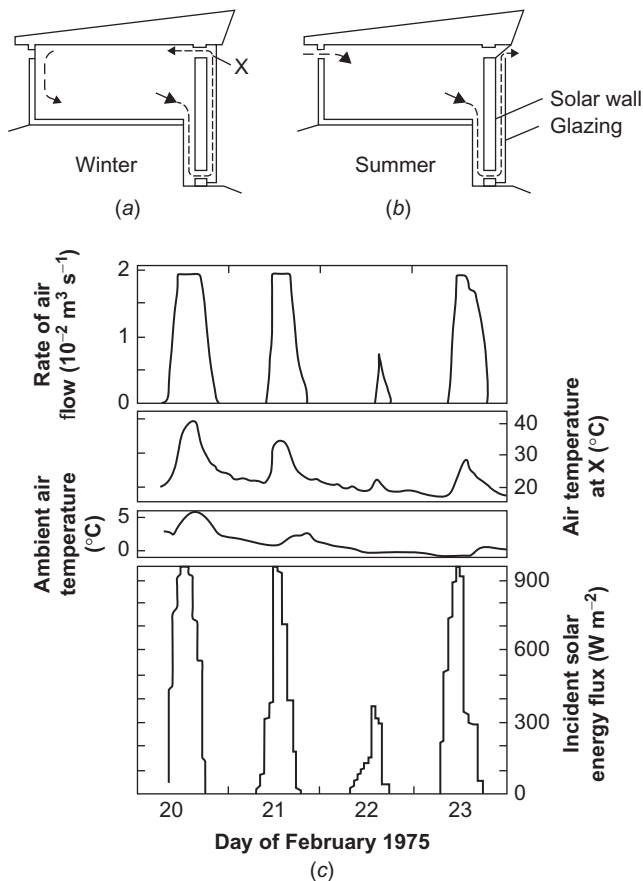 X
Solar wall
Glazing
Winter
Summer
(a)
(b)
Rate of air
flow (10⁻² m³ s⁻¹)
2
1
0
Air temperature
at X (°C)
40
30
20
Ambient air
temperature
(°C)
5
0
Incident solar
energy flux (W m⁻²)
900
600
300
0
20 21 22 23
Day of February 1975
(c)